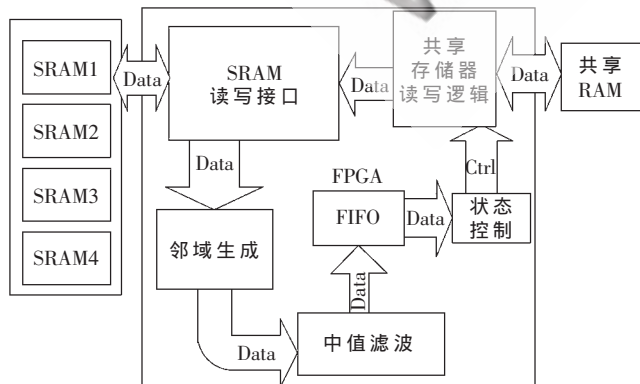 SRAM1
SRAM2
SRAM3
SRAM4
Data
SRAM
读写接口
Data
共享
存储器
读写逻辑
Data
共享
RAM
Data
Ctrl
FPGA
FIFO
Data
状态
控制
邻域生成
Data
Data
中值滤波